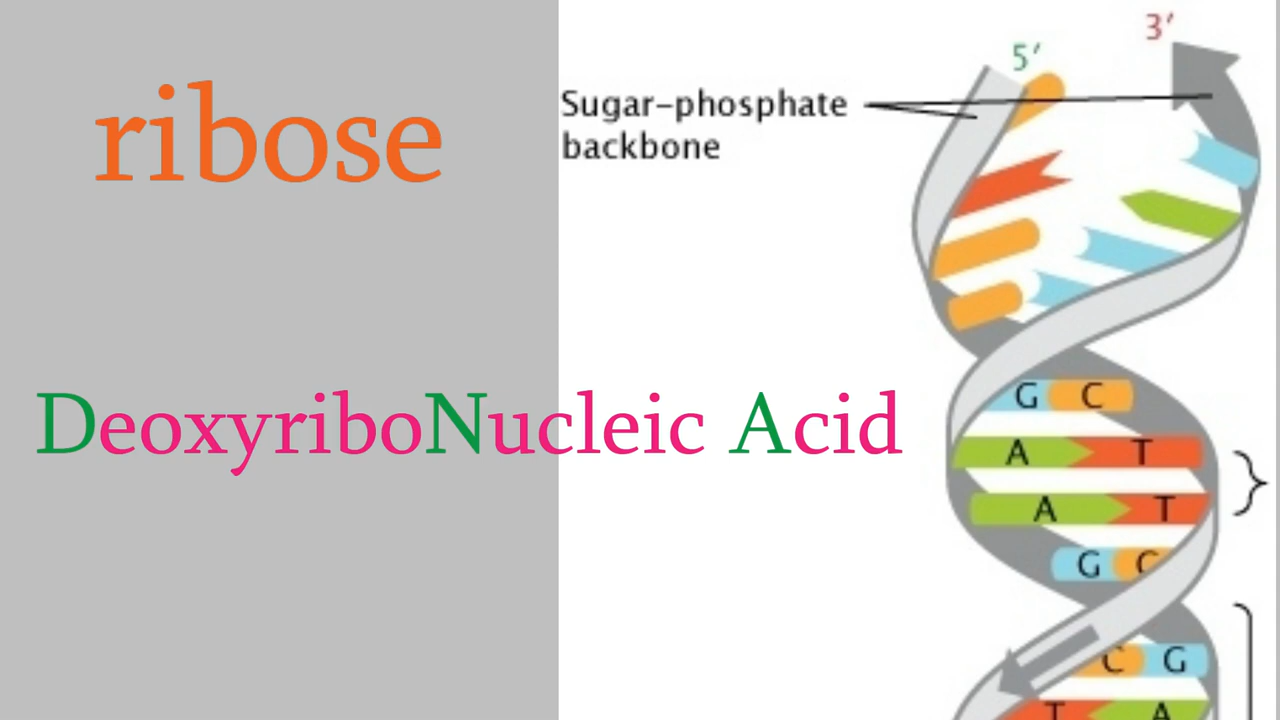 ribose
5′
3′
Sugar-phosphate
backbone
DeoxyriboNucleic Acid
G C
A T
A T
G C
C G
T A